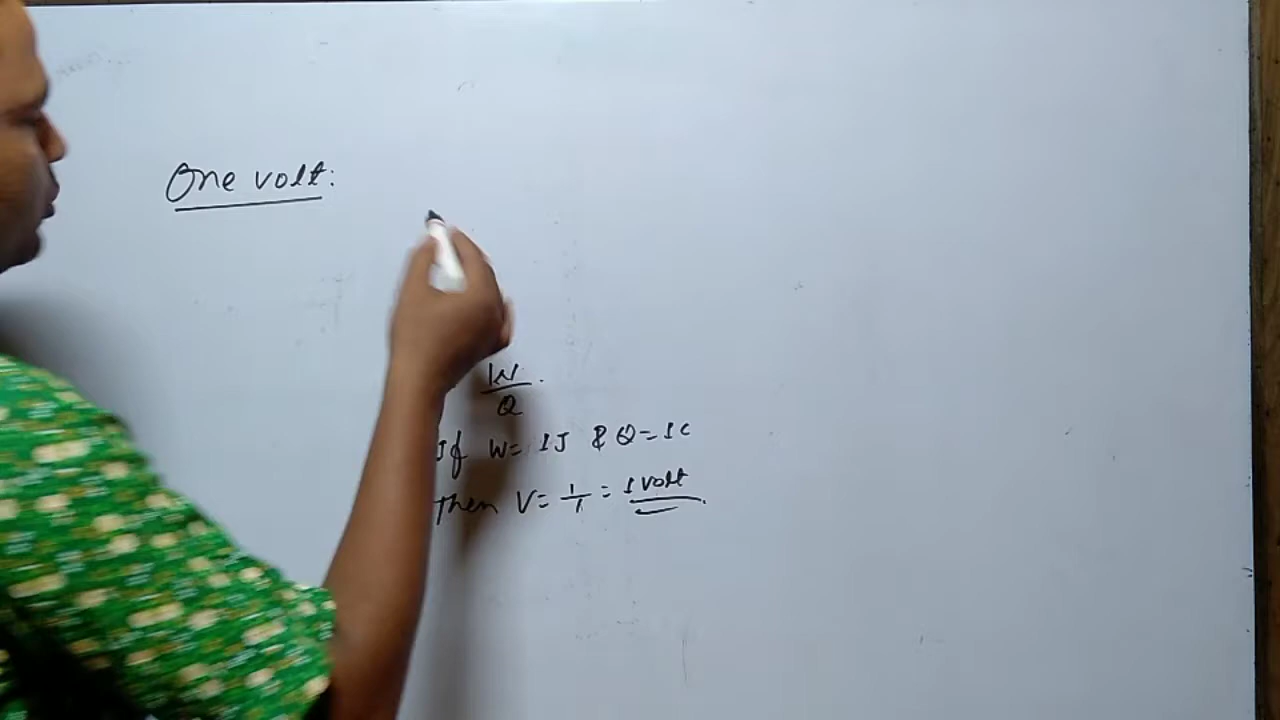 One volt:
W
Q
If W= 1J & Q=1C
Then V= 1/1 = 1 volt